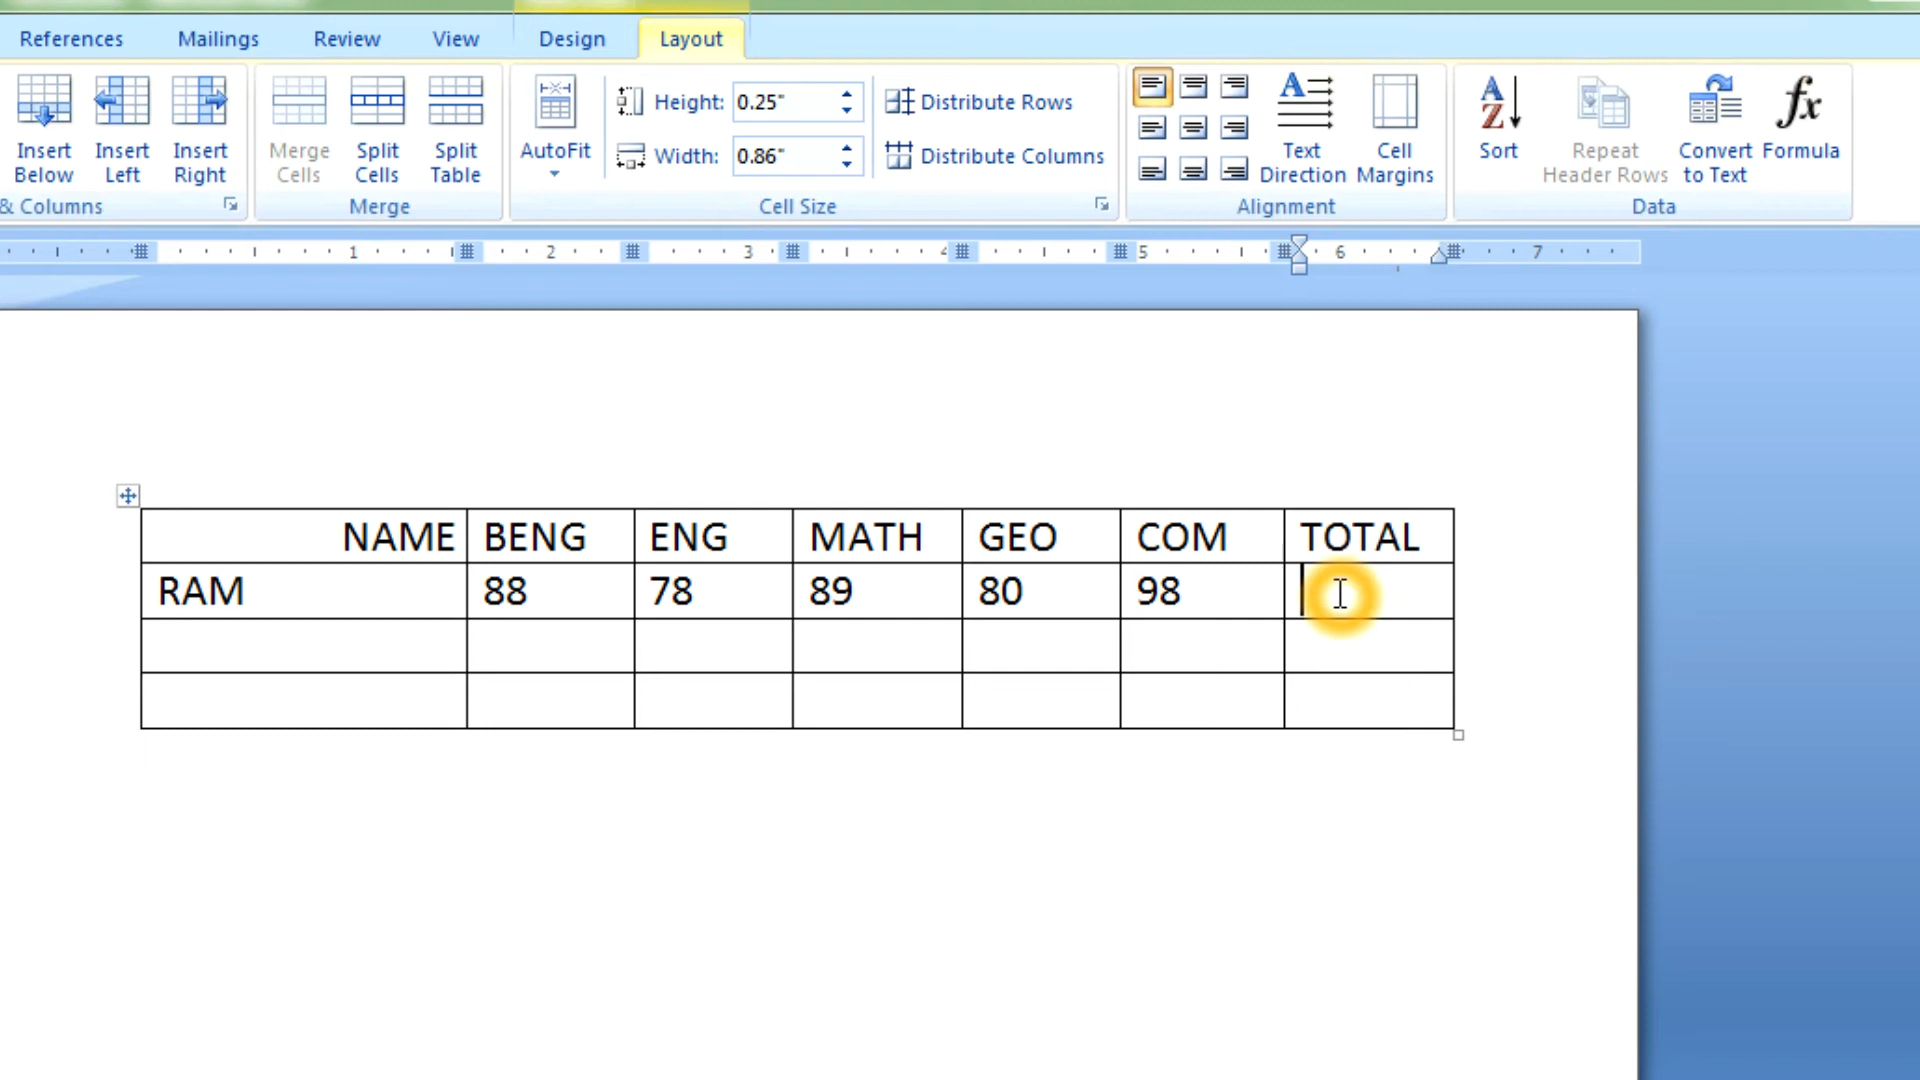 References Mailings Review View Design Layout
Insert Below Insert Left Insert Right Merge Cells Split Cells Split Table AutoFit Height: 0.25" Distribute Rows Text Direction Cell Margins Sort Repeat Header Rows Convert to Text Formula
Width: 0.86" Distribute Columns
& Columns Merge Cell Size Alignment Data
1 2 3 4 5 6 7
NAME BENG ENG MATH GEO COM TOTAL
RAM 88 78 89 80 98